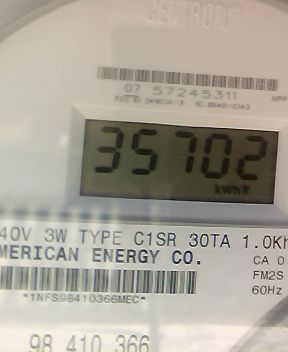 CENTRON®
07 57245311
35702
kWh
40V 3W TYPE C1SR 30TA 1.0Kh
MERICAN ENERGY CO.
CA 0
FM2S
60Hz
*1NFS98410366MEC*
98 410 366